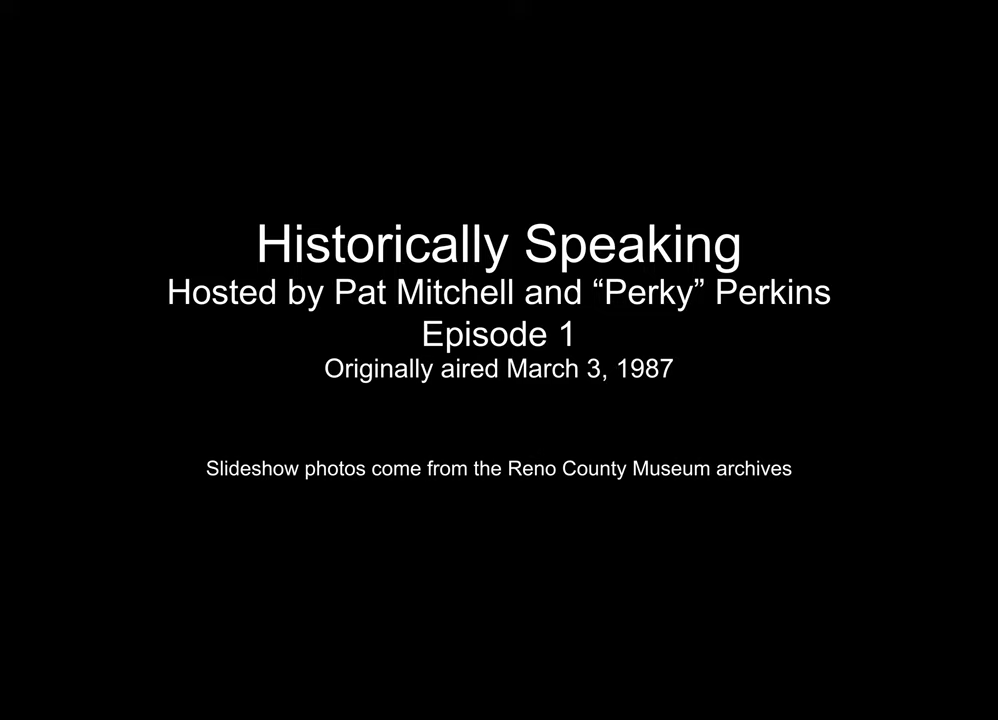 Historically Speaking
Hosted by Pat Mitchell and “Perky” Perkins
Episode 1
Originally aired March 3, 1987
Slideshow photos come from the Reno County Museum archives